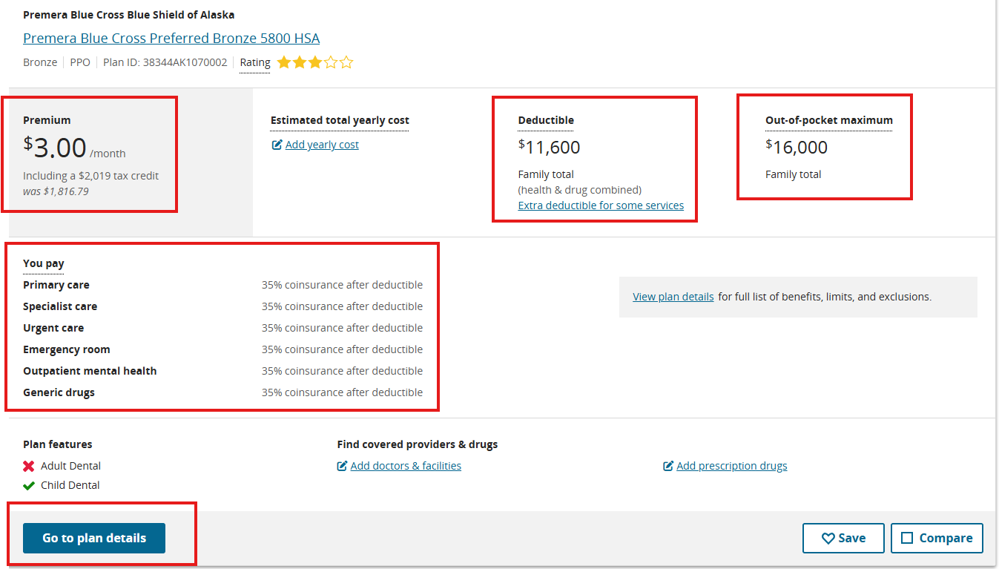 Premera Blue Cross Blue Shield of Alaska
Premera Blue Cross Preferred Bronze 5800 HSA
Bronze PPO Plan ID: 38344AK1070002 Rating
Premium
$3.00 /month
Including a $2,019 tax credit
was $1,816.79
Estimated total yearly cost
Add yearly cost
Deductible
$11,600
Family total
(health & drug combined)
Extra deductible for some services
Out-of-pocket maximum
$16,000
Family total
You pay
Primary care 35% coinsurance after deductible
Specialist care 35% coinsurance after deductible
Urgent care 35% coinsurance after deductible
Emergency room 35% coinsurance after deductible
Outpatient mental health 35% coinsurance after deductible
Generic drugs 35% coinsurance after deductible
View plan details for full list of benefits, limits, and exclusions.
Plan features
Adult Dental
Child Dental
Find covered providers & drugs
Add doctors & facilities
Add prescription drugs
Go to plan details
Save
Compare